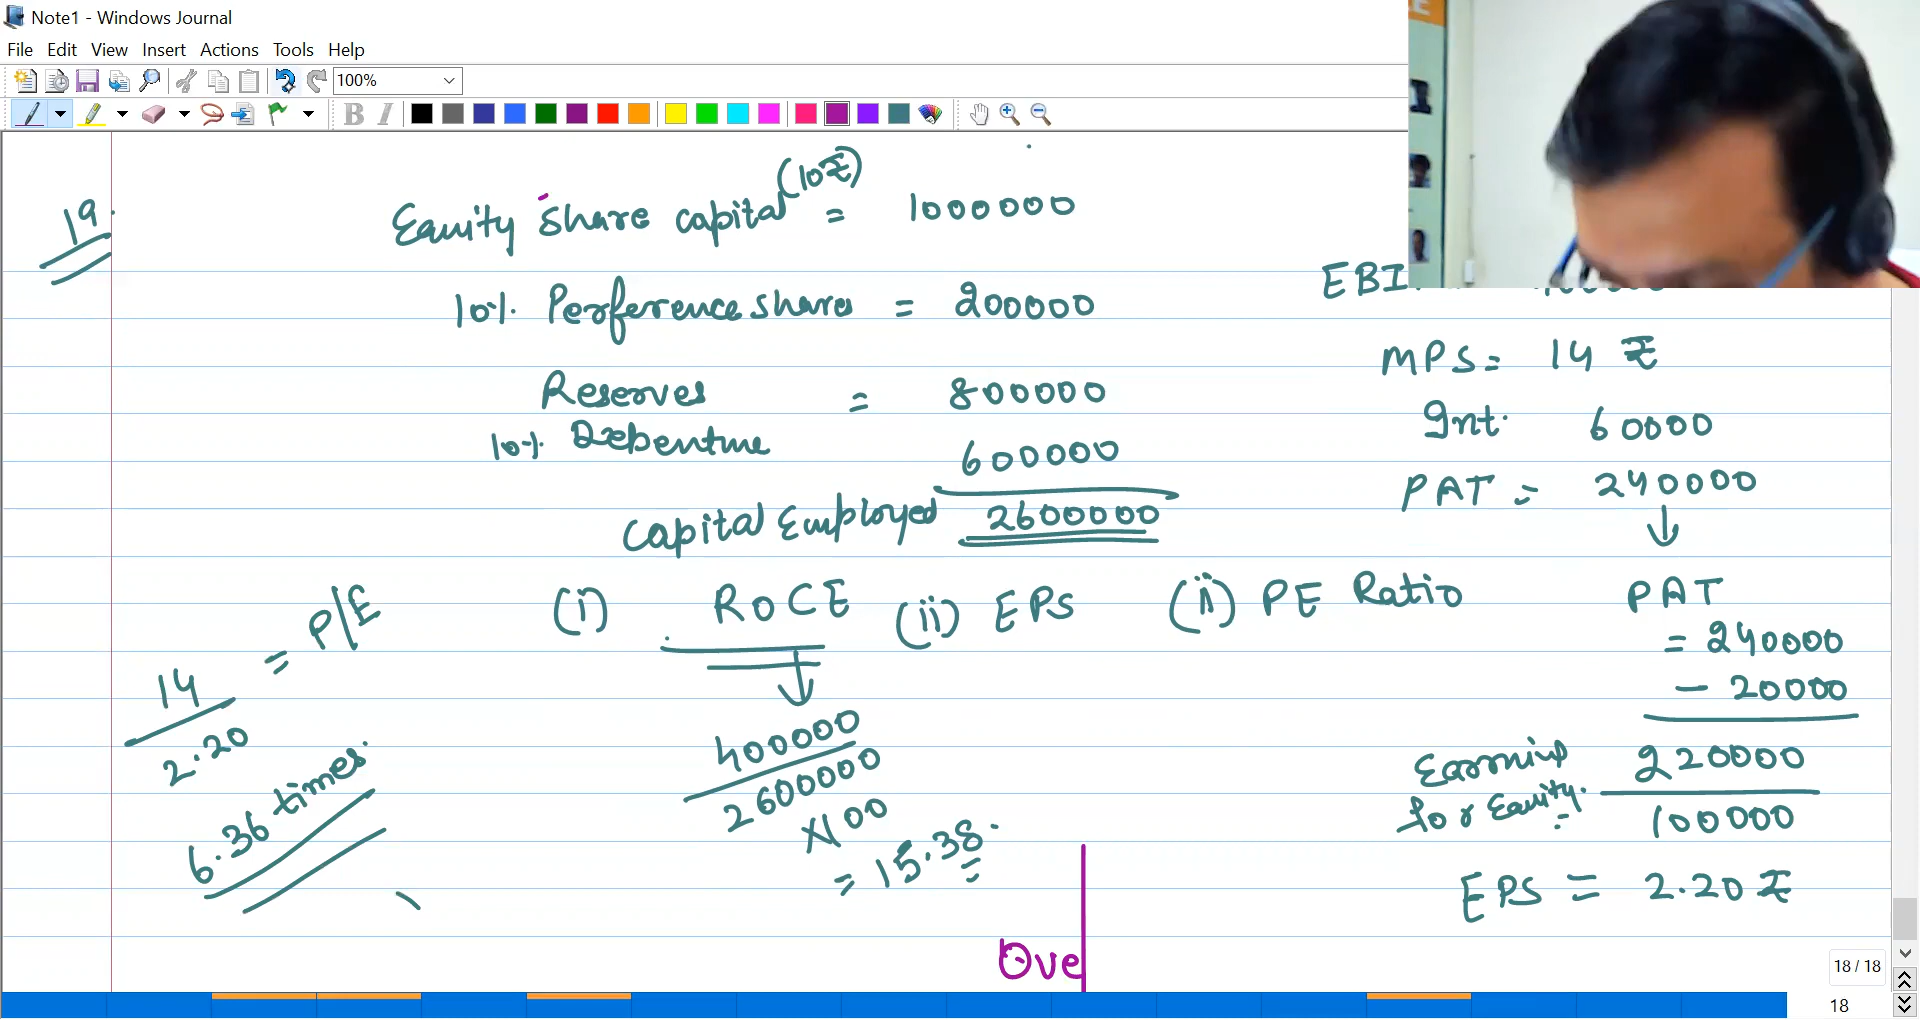 Note1 - Windows Journal
File Edit View Insert Actions Tools Help
100%
B I
19.
Equity share capital (10₹) = 1000000
10%. Perference share = 200000
Reserves = 800000
10%. Debenture 600000
Capital Employed 2600000
EBI
MPS = 14 ₹
Int. 60000
PAT = 240000
(i) ROCE (ii) EPS (ii) PE Ratio
PAT
= 240000
- 20000
Earning for Equity. 220000
100000
EPS = 2.20 ₹
400000
2600000
X100
= 15.38.
14 = P/E
2.20
6.36 times.
Ove
18 / 18
18